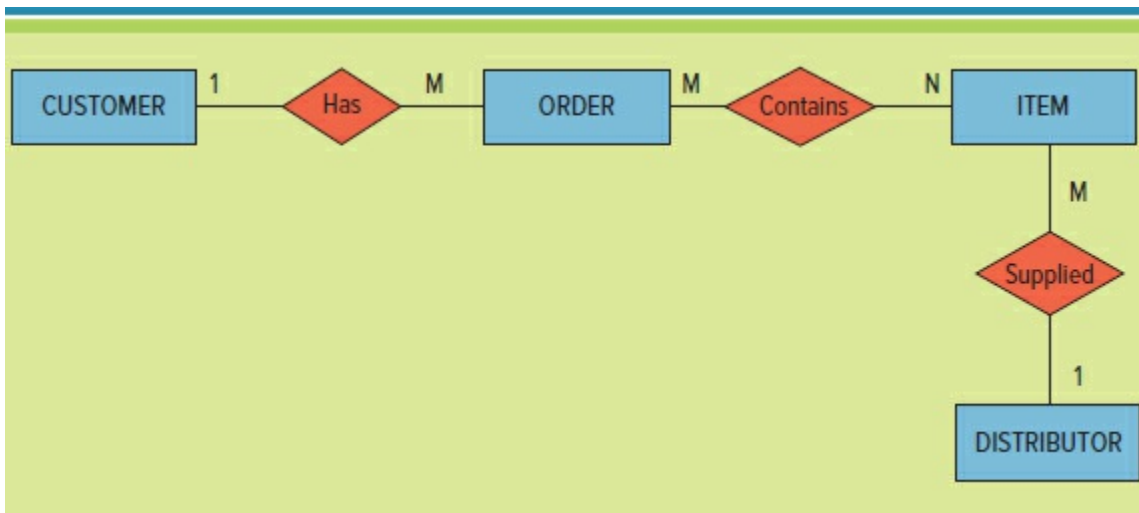 CUSTOMER
1
Has
M
ORDER
M
Contains
N
ITEM
M
Supplied
1
DISTRIBUTOR